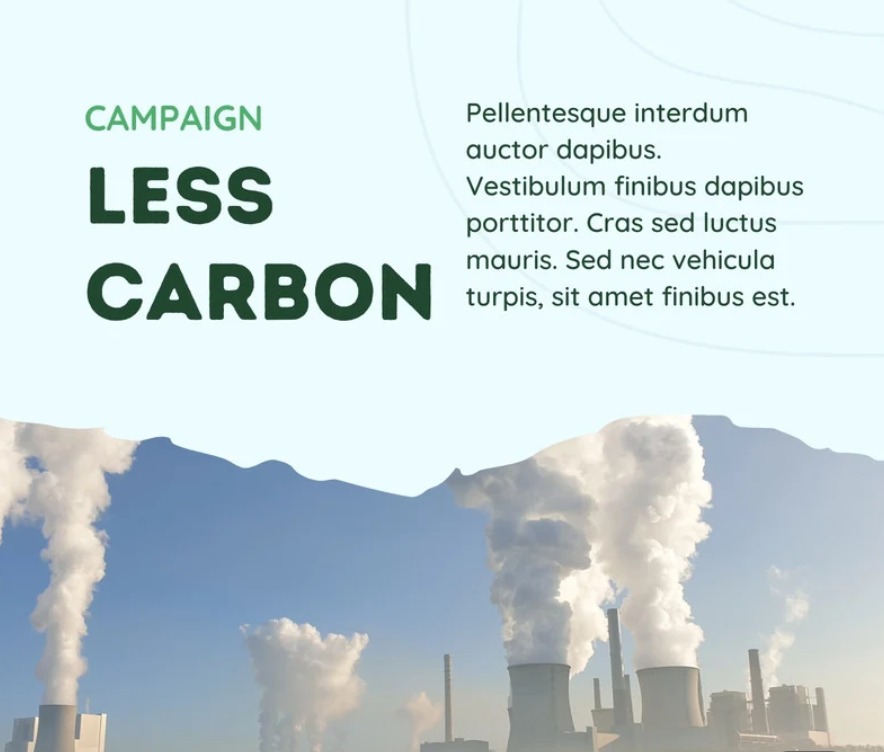 CAMPAIGN
LESS
CARBON
Pellentesque interdum
auctor dapibus.
Vestibulum finibus dapibus
porttitor. Cras sed luctus
mauris. Sed nec vehicula
turpis, sit amet finibus est.